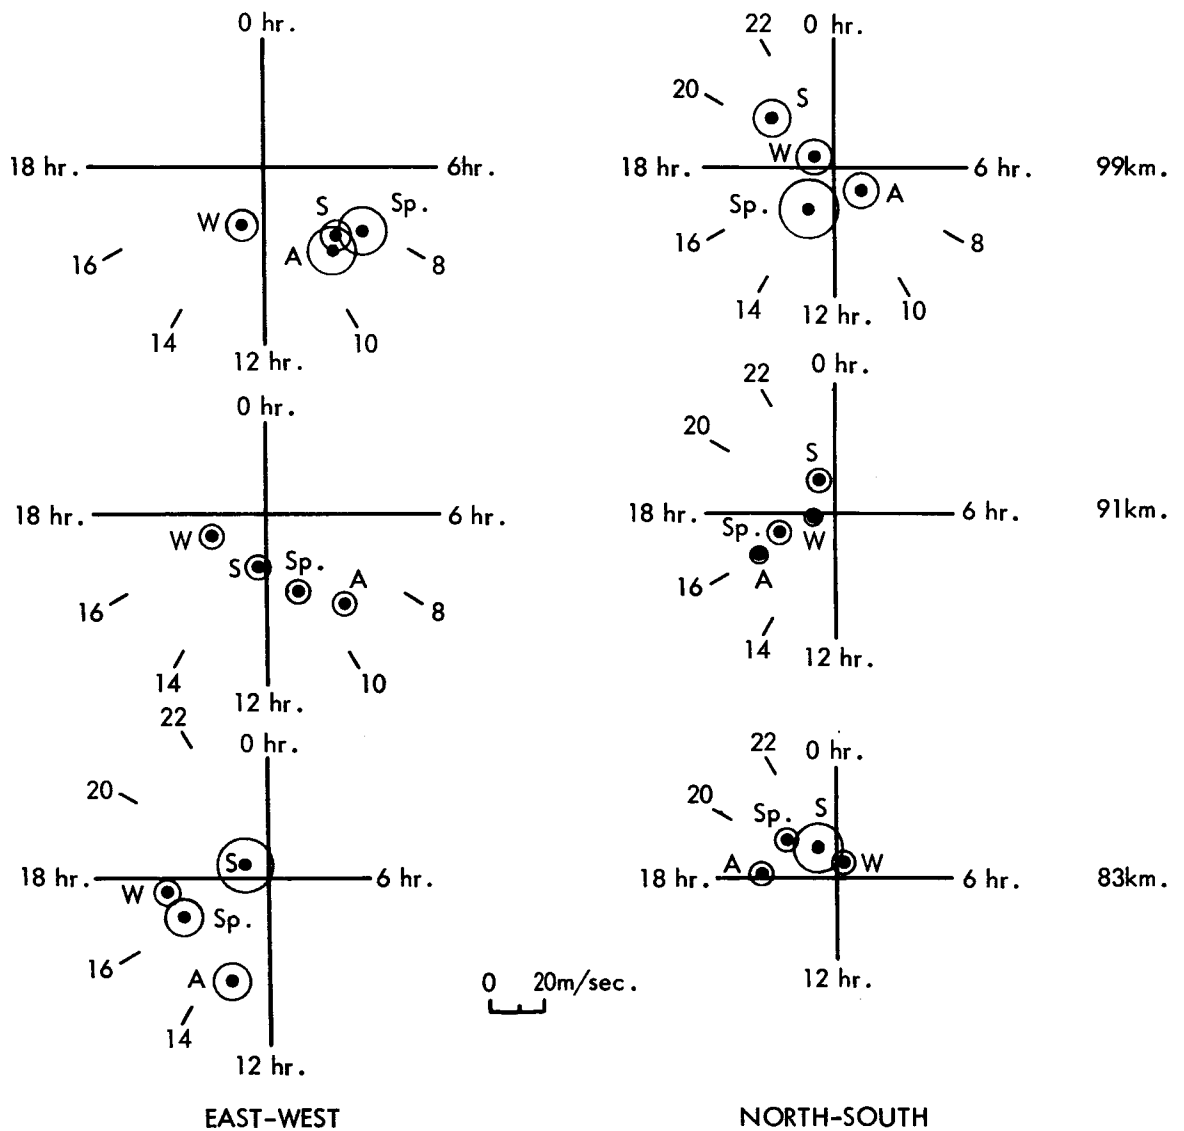 0 hr.
22 0 hr.
20 S
W
18 hr. 6hr. 18 hr. 6 hr. 99km.
Sp. A
W S Sp.
A
16 8 16 8
14 10 14 10
12 hr. 12 hr.
0 hr.
22 0 hr.
20 S
18 hr. 6 hr. 18 hr. 6 hr. 91km.
W S Sp. A Sp. W
A
16 8 16
14 10 14
12 hr. 12 hr.
22 0 hr. 22 0 hr.
20 20 Sp. S
S A W
18 hr. 6 hr. 18 hr. 6 hr. 83km.
W Sp.
16
A 0 20m/sec. 12 hr.
14
12 hr.
EAST-WEST NORTH-SOUTH